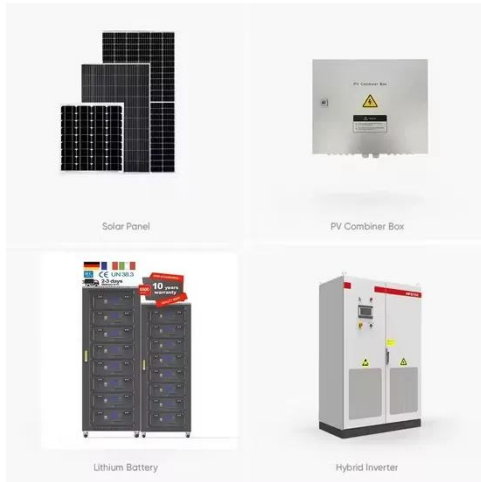 Solar Panel
PV Combiner Box
PV Combiner Box
CE UN38.3
2-3 days
10 years
warranty
Lithium Battery
Hybrid Inverter